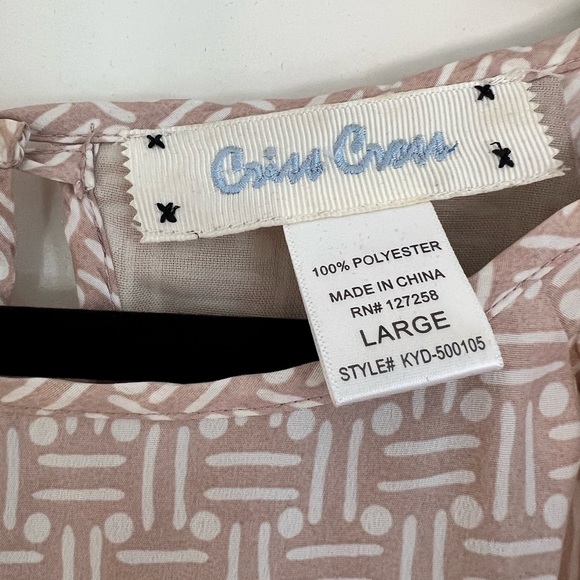 Criss Cross
100% POLYESTER
MADE IN CHINA
RN# 127258
LARGE
STYLE# KYD-500105